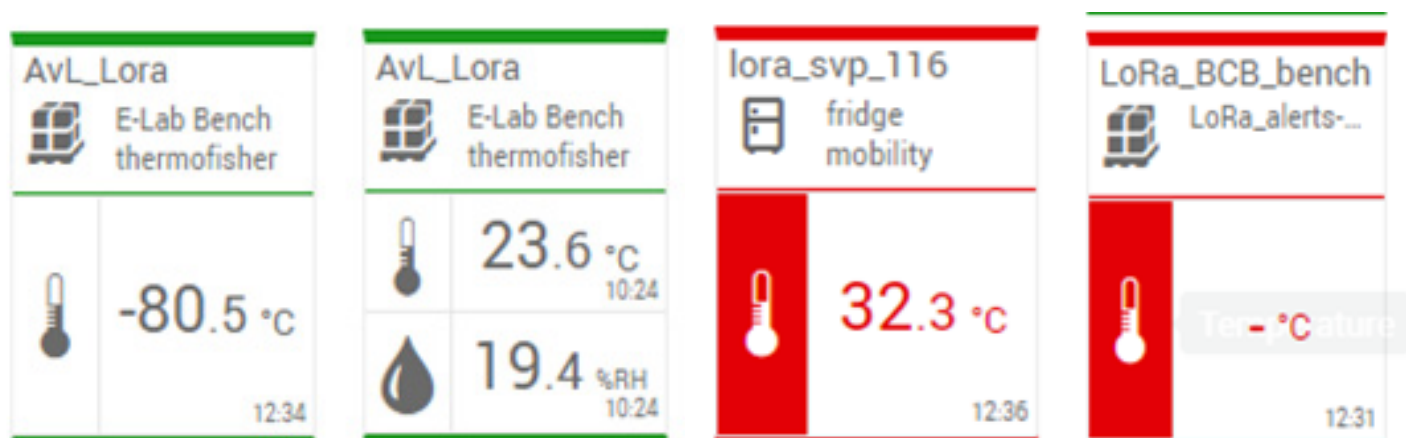 AvL_Lora
E-Lab Bench
thermofisher
-80.5 °C
12:34
AvL_Lora
E-Lab Bench
thermofisher
23.6 °C
10:24
19.4 %RH
10:24
lora_svp_116
fridge
mobility
32.3 °C
12:36
LoRa_BCB_bench
LoRa_alerts-...
- °C
Temperature
12:31